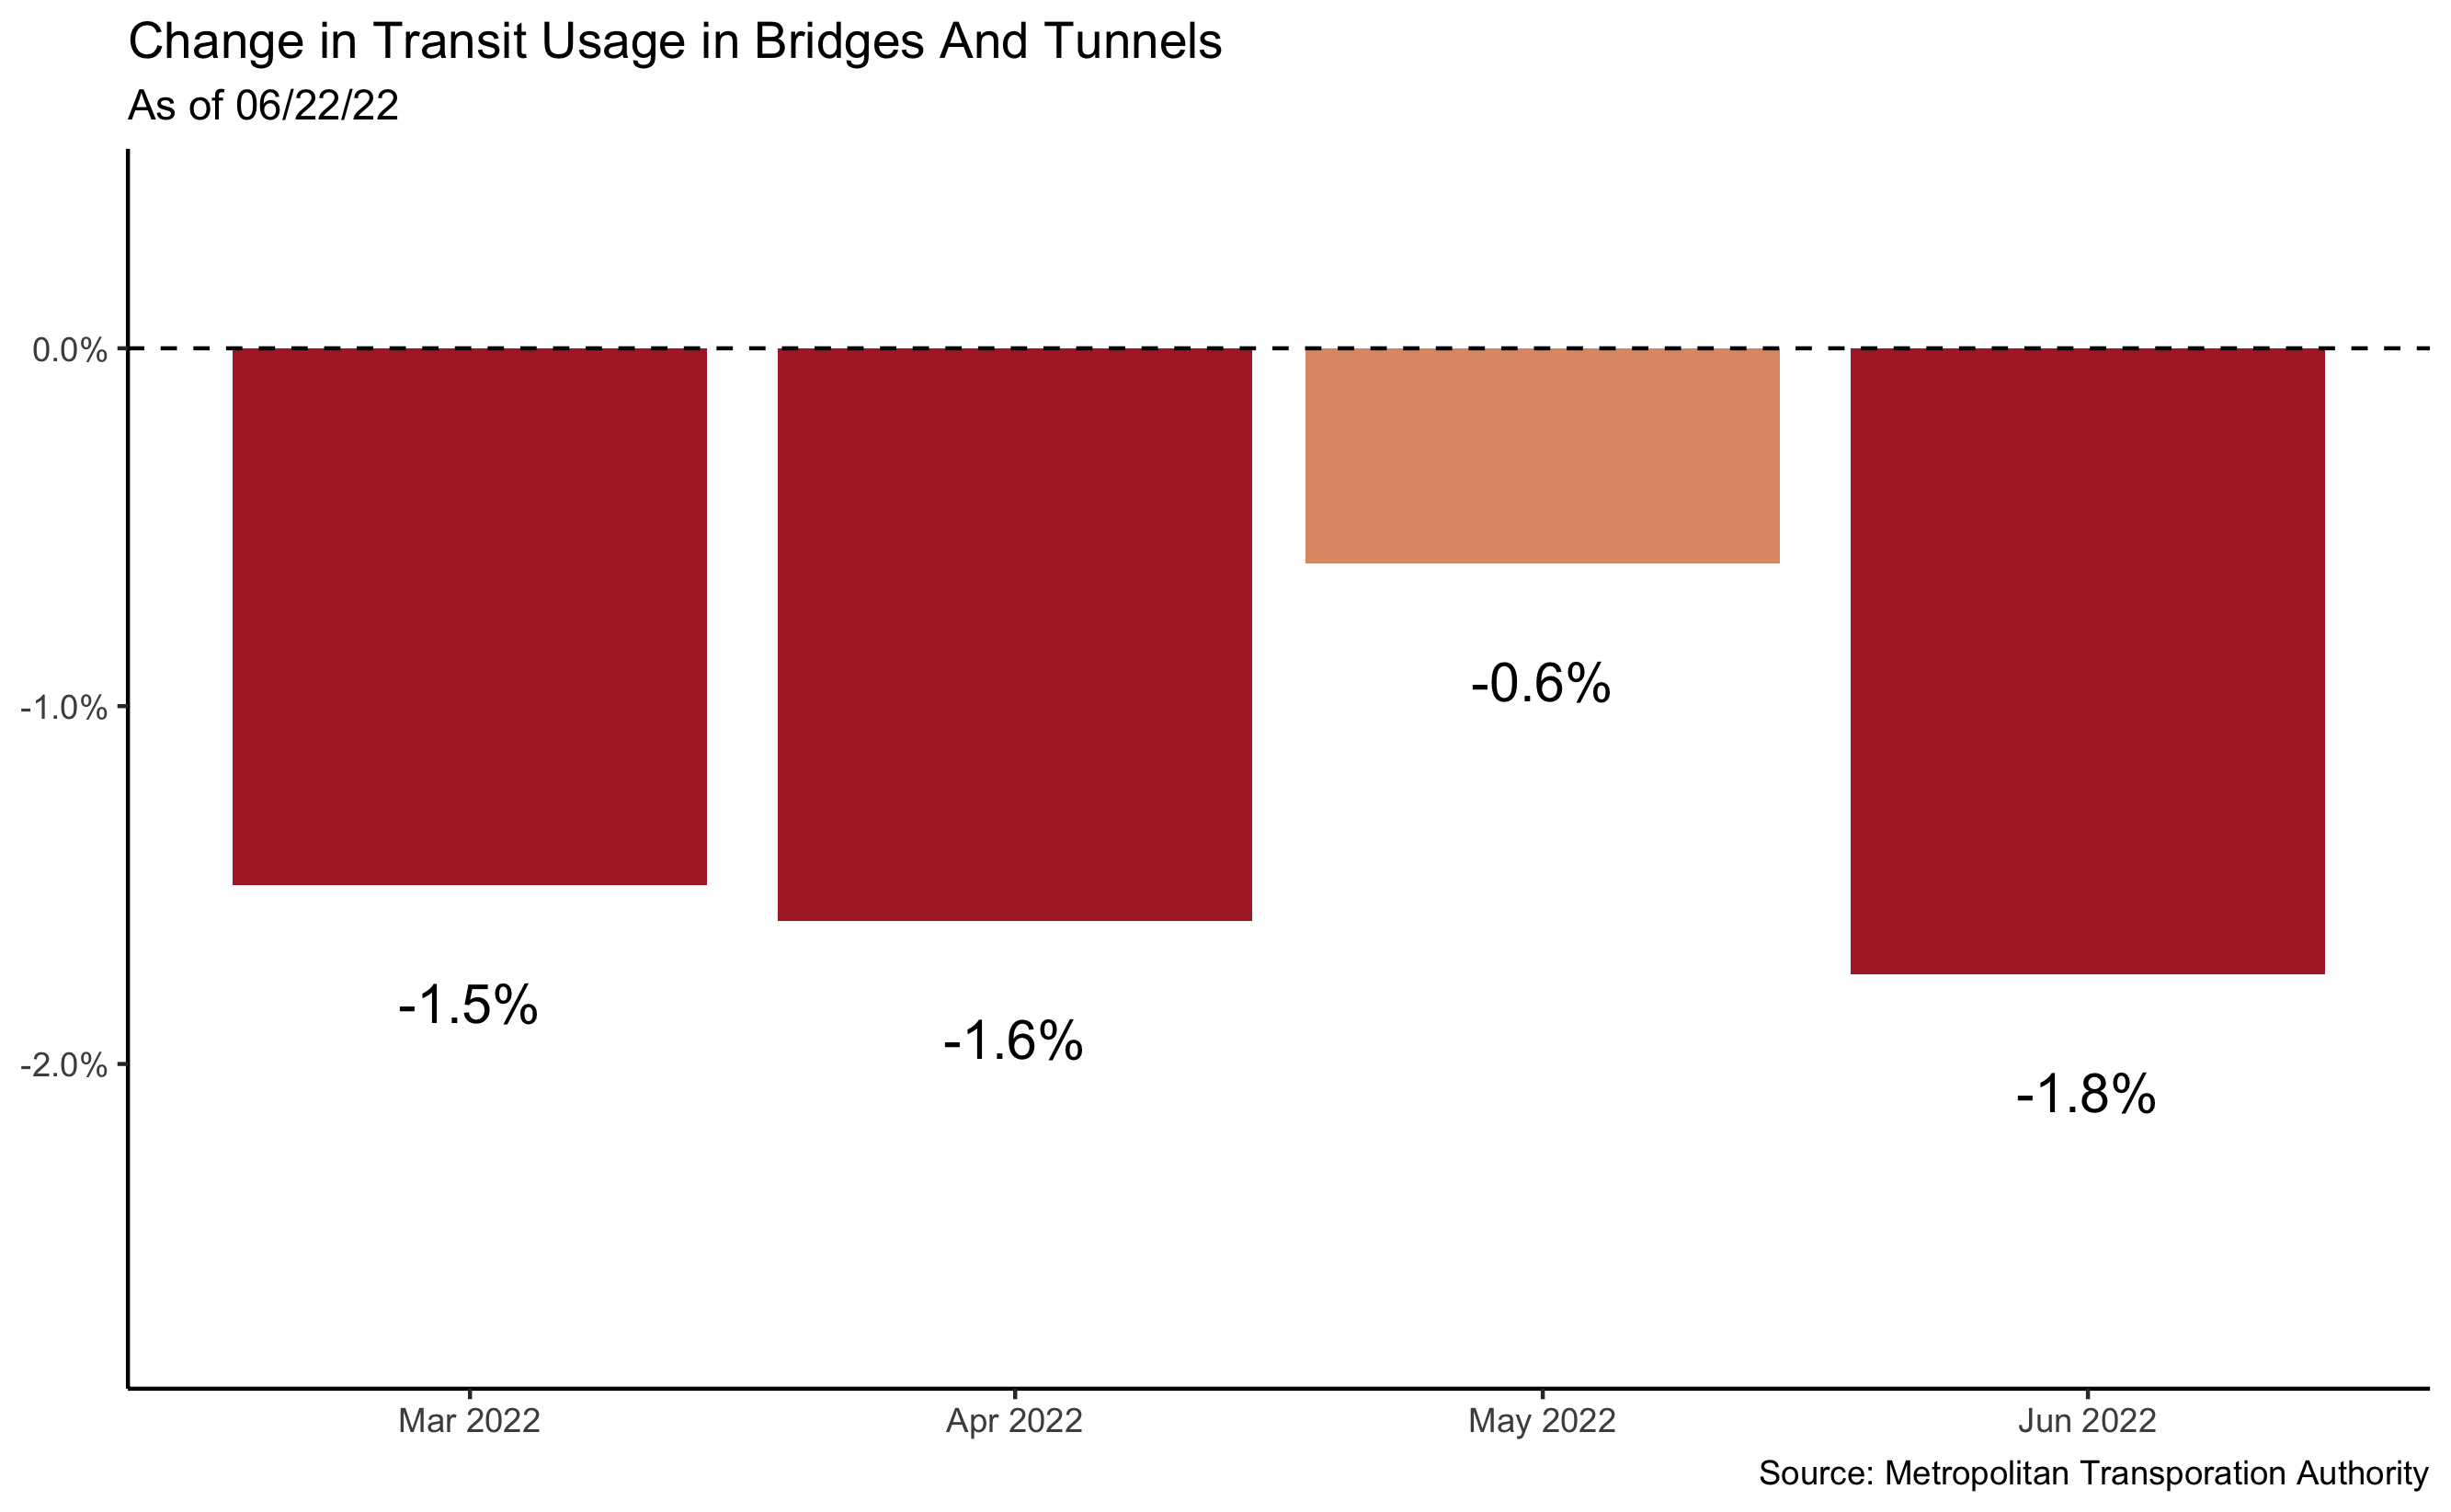 Change in Transit Usage in Bridges And Tunnels
As of 06/22/22
0.0%
-1.0%
-2.0%
-1.5%
-1.6%
-0.6%
-1.8%
Mar 2022
Apr 2022
May 2022
Jun 2022
Source: Metropolitan Transporation Authority